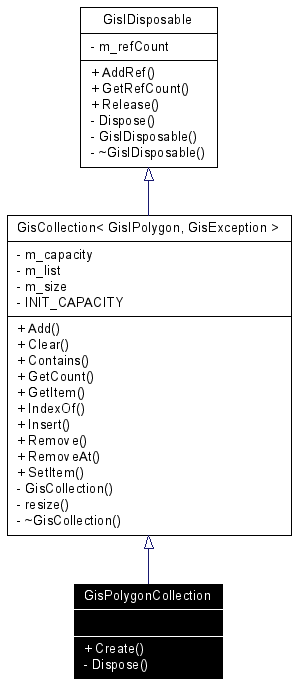 GisIDisposable
- m_refCount
+ AddRef()
+ GetRefCount()
+ Release()
- Dispose()
- GisIDisposable()
- ~GisIDisposable()
GisCollection< GisIPolygon, GisException >
- m_capacity
- m_list
- m_size
- INIT_CAPACITY
+ Add()
+ Clear()
+ Contains()
+ GetCount()
+ GetItem()
+ IndexOf()
+ Insert()
+ Remove()
+ RemoveAt()
+ SetItem()
- GisCollection()
- resize()
- ~GisCollection()
GisPolygonCollection
+ Create()
- Dispose()